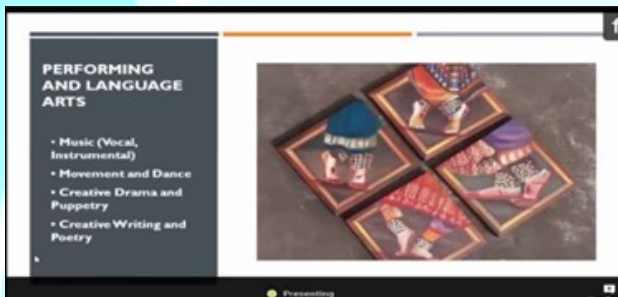 PERFORMING
AND LANGUAGE
ARTS
• Music (Vocal,
Instrumental)
• Movement and Dance
• Creative Drama and
Puppetry
• Creative Writing and
Poetry
Presenting